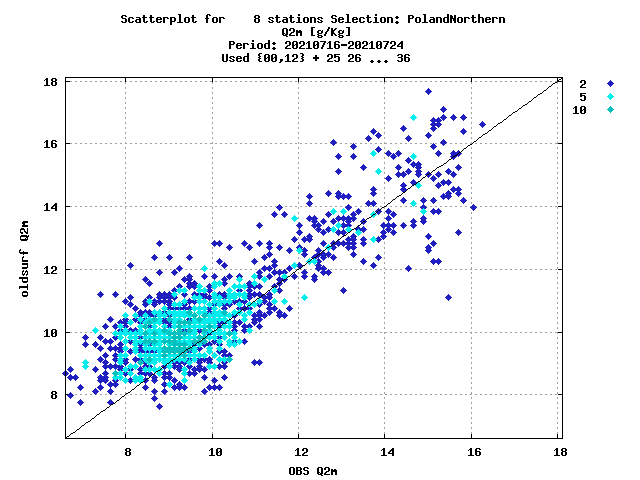 Scatterplot for    8 stations Selection: PolandNorthern
Q2m [g/Kg]
Period: 20210716-20210724
Used {00,12} + 25 26 ... 36
2
5
10
18
16
14
12
10
8
oldsurf Q2m
8 10 12 14 16 18
OBS Q2m